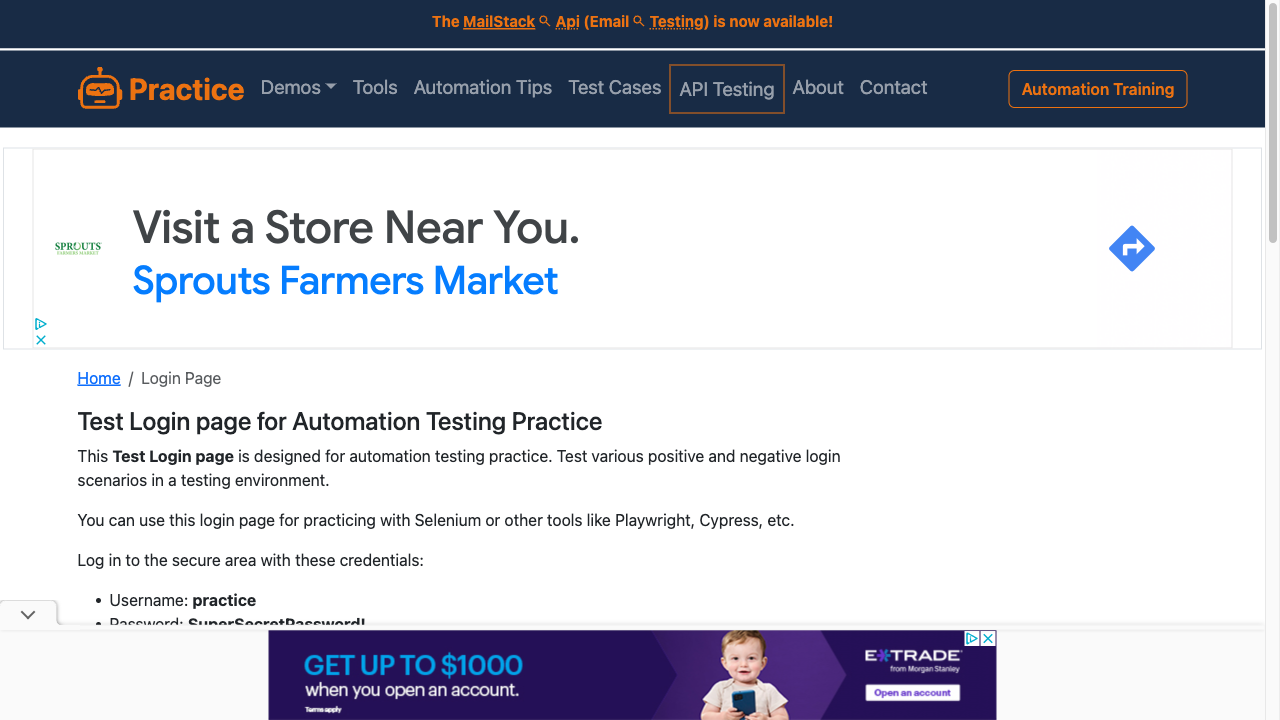 The MailStack Api (Email Testing) is now available!
Practice
Demos
Tools
Automation Tips
Test Cases
API Testing
About
Contact
Automation Training
SPROUTS
FARMERS MARKET
Visit a Store Near You.
Sprouts Farmers Market
Home / Login Page
Test Login page for Automation Testing Practice
This Test Login page is designed for automation testing practice. Test various positive and negative login
scenarios in a testing environment.
You can use this login page for practicing with Selenium or other tools like Playwright, Cypress, etc.
Log in to the secure area with these credentials:
• Username: practice
• Password: SuperSecretPassword!
GET UP TO $1000
when you open an account.
Terms apply
E*TRADE
from Morgan Stanley
Open an account